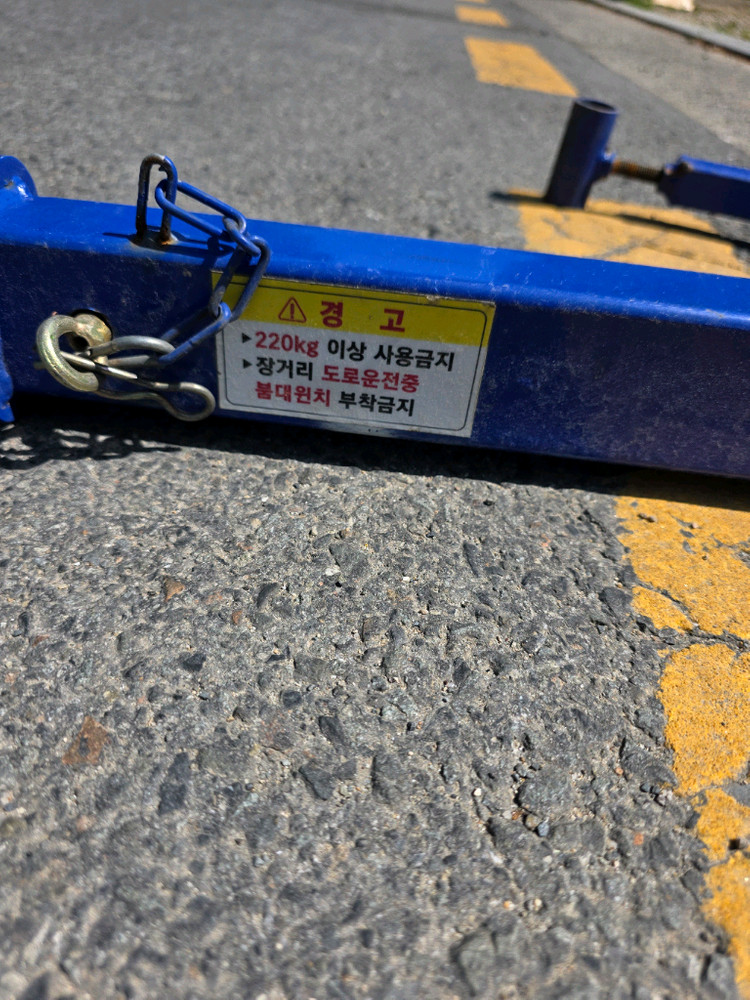 경 고
▶220kg 이상 사용금지
▶장거리 도로운전중
붐대원치 부착금지